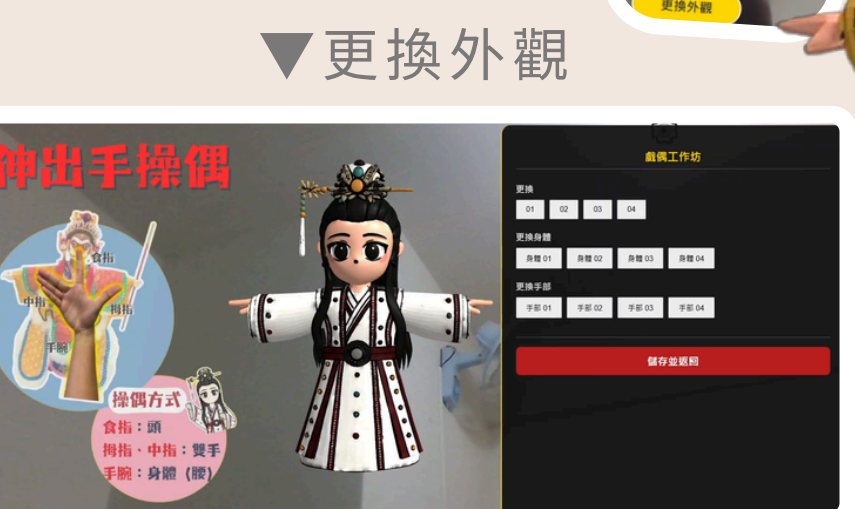 更換外觀
▼更換外觀
伸出手操偶
食指
中指
拇指
手腕
操偶方式
食指：頭
拇指、中指：雙手
手腕：身體（腰）
戲偶工作坊
更換
01 02 03 04
更換身體
身體 01 身體 02 身體 03 身體 04
更換手部
手部 01 手部 02 手部 03 手部 04
儲存並返回